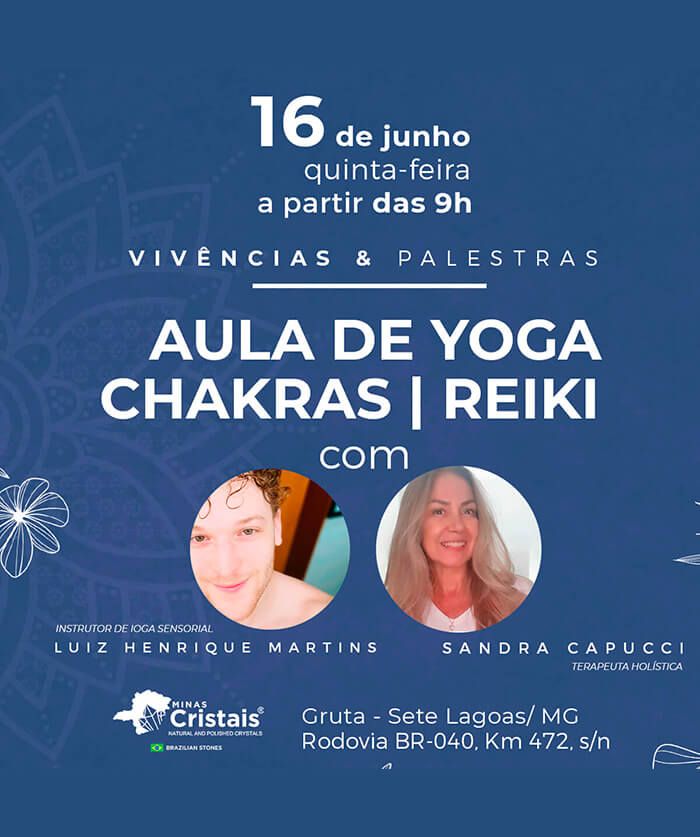 16 de junho
quinta-feira
a partir das 9h
VIVÊNCIAS & PALESTRAS
AULA DE YOGA
CHAKRAS | REIKI
com
INSTRUTOR DE IOGA SENSORIAL
LUIZ HENRIQUE MARTINS
SANDRA CAPUCCI
TERAPEUTA HOLÍSTICA
MINAS
Cristais®
NATURAL AND POLISHED CRYSTALS
BRAZILIAN STONES
Gruta - Sete Lagoas/ MG
Rodovia BR-040, Km 472, s/n